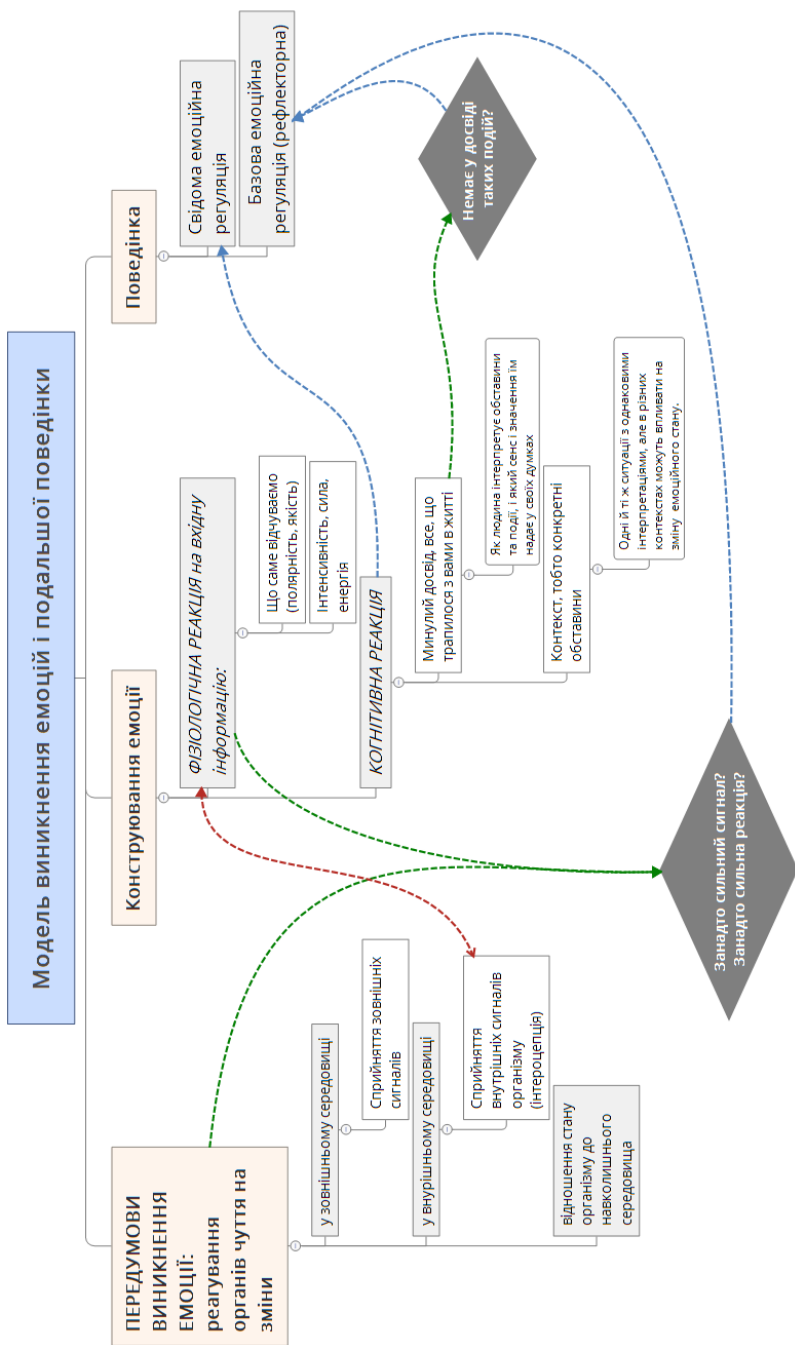 Модель виникнення емоцій і подальшої поведінки
ПЕРЕДУМОВИ
ВИНИКНЕННЯ
ЕМОЦІЇ:
реагування
органів чуття на
зміни
у зовнішньому середовищі
Сприйняття зовнішніх
сигналів
у внурішньому середовищі
Сприйняття
внутрішніх сигналів
організму
(інтероцепція)
відношення стану
організму до
навколишнього
середовища
Конструювання емоції
ФІЗІОЛОГІЧНА РЕАКЦІЯ на вхідну
інформацію:
Що саме відчуваємо
(полярність, якість)
Інтенсивність, сила,
енергія
КОГНІТИВНА РЕАКЦІЯ
Минулий досвід, все, що
трапилося з вами в житті
Як людина інтерпретує обставини
та події, і який сенс і значення їм
надає у своїх думках
Контекст, тобто конкретні
обставини
Одні й ті ж ситуації з однаковими
інтерпретаціями, але в різних
контекстах можуть впливати на
зміну емоційного стану.
Поведінка
Свідома емоційна
регуляція
Базова емоційна
регуляція (рефлекторна)
Немає у досвіді
таких подій?
Занадто сильний сигнал?
Занадто сильна реакція?